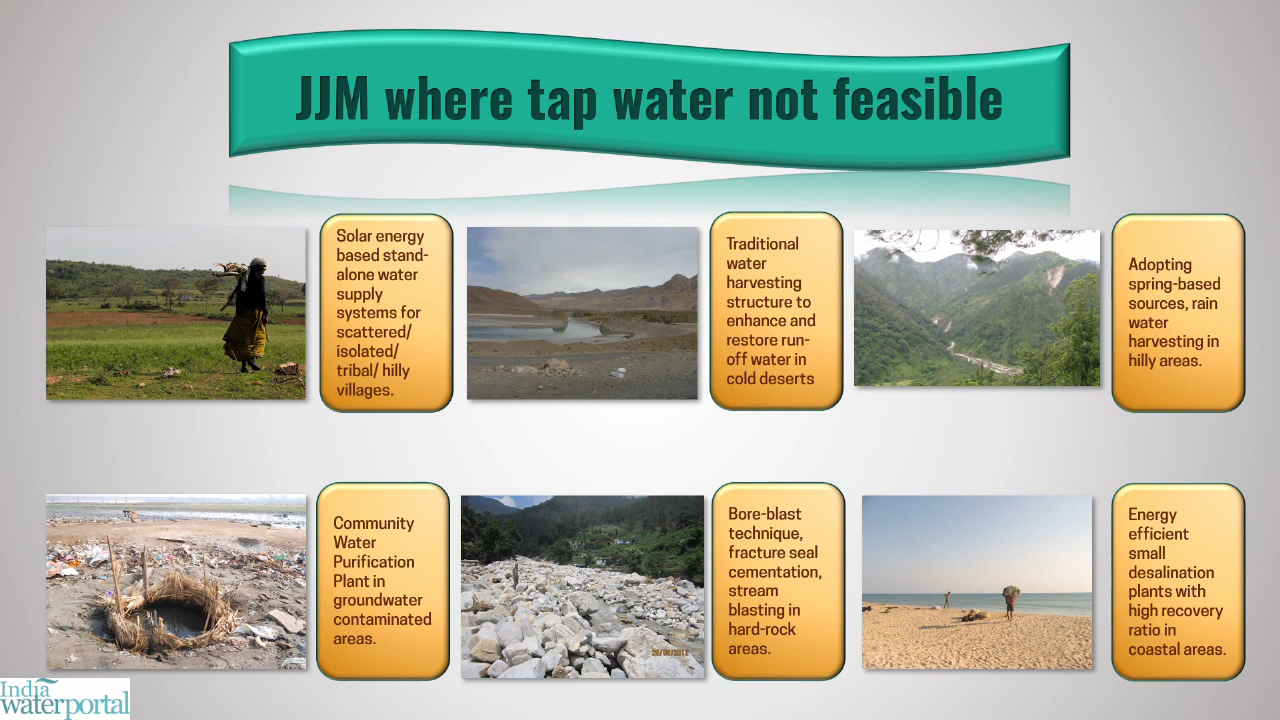 JJM where tap water not feasible
Solar energy
based stand-
alone water
supply
systems for
scattered/
isolated/
tribal/ hilly
villages.
Traditional
water
harvesting
structure to
enhance and
restore run-
off water in
cold deserts
Adopting
spring-based
sources, rain
water
harvesting in
hilly areas.
Community
Water
Purification
Plant in
groundwater
contaminated
areas.
Bore-blast
technique,
fracture seal
cementation,
stream
blasting in
hard-rock
areas.
Energy
efficient
small
desalination
plants with
high recovery
ratio in
coastal areas.
India
waterportal